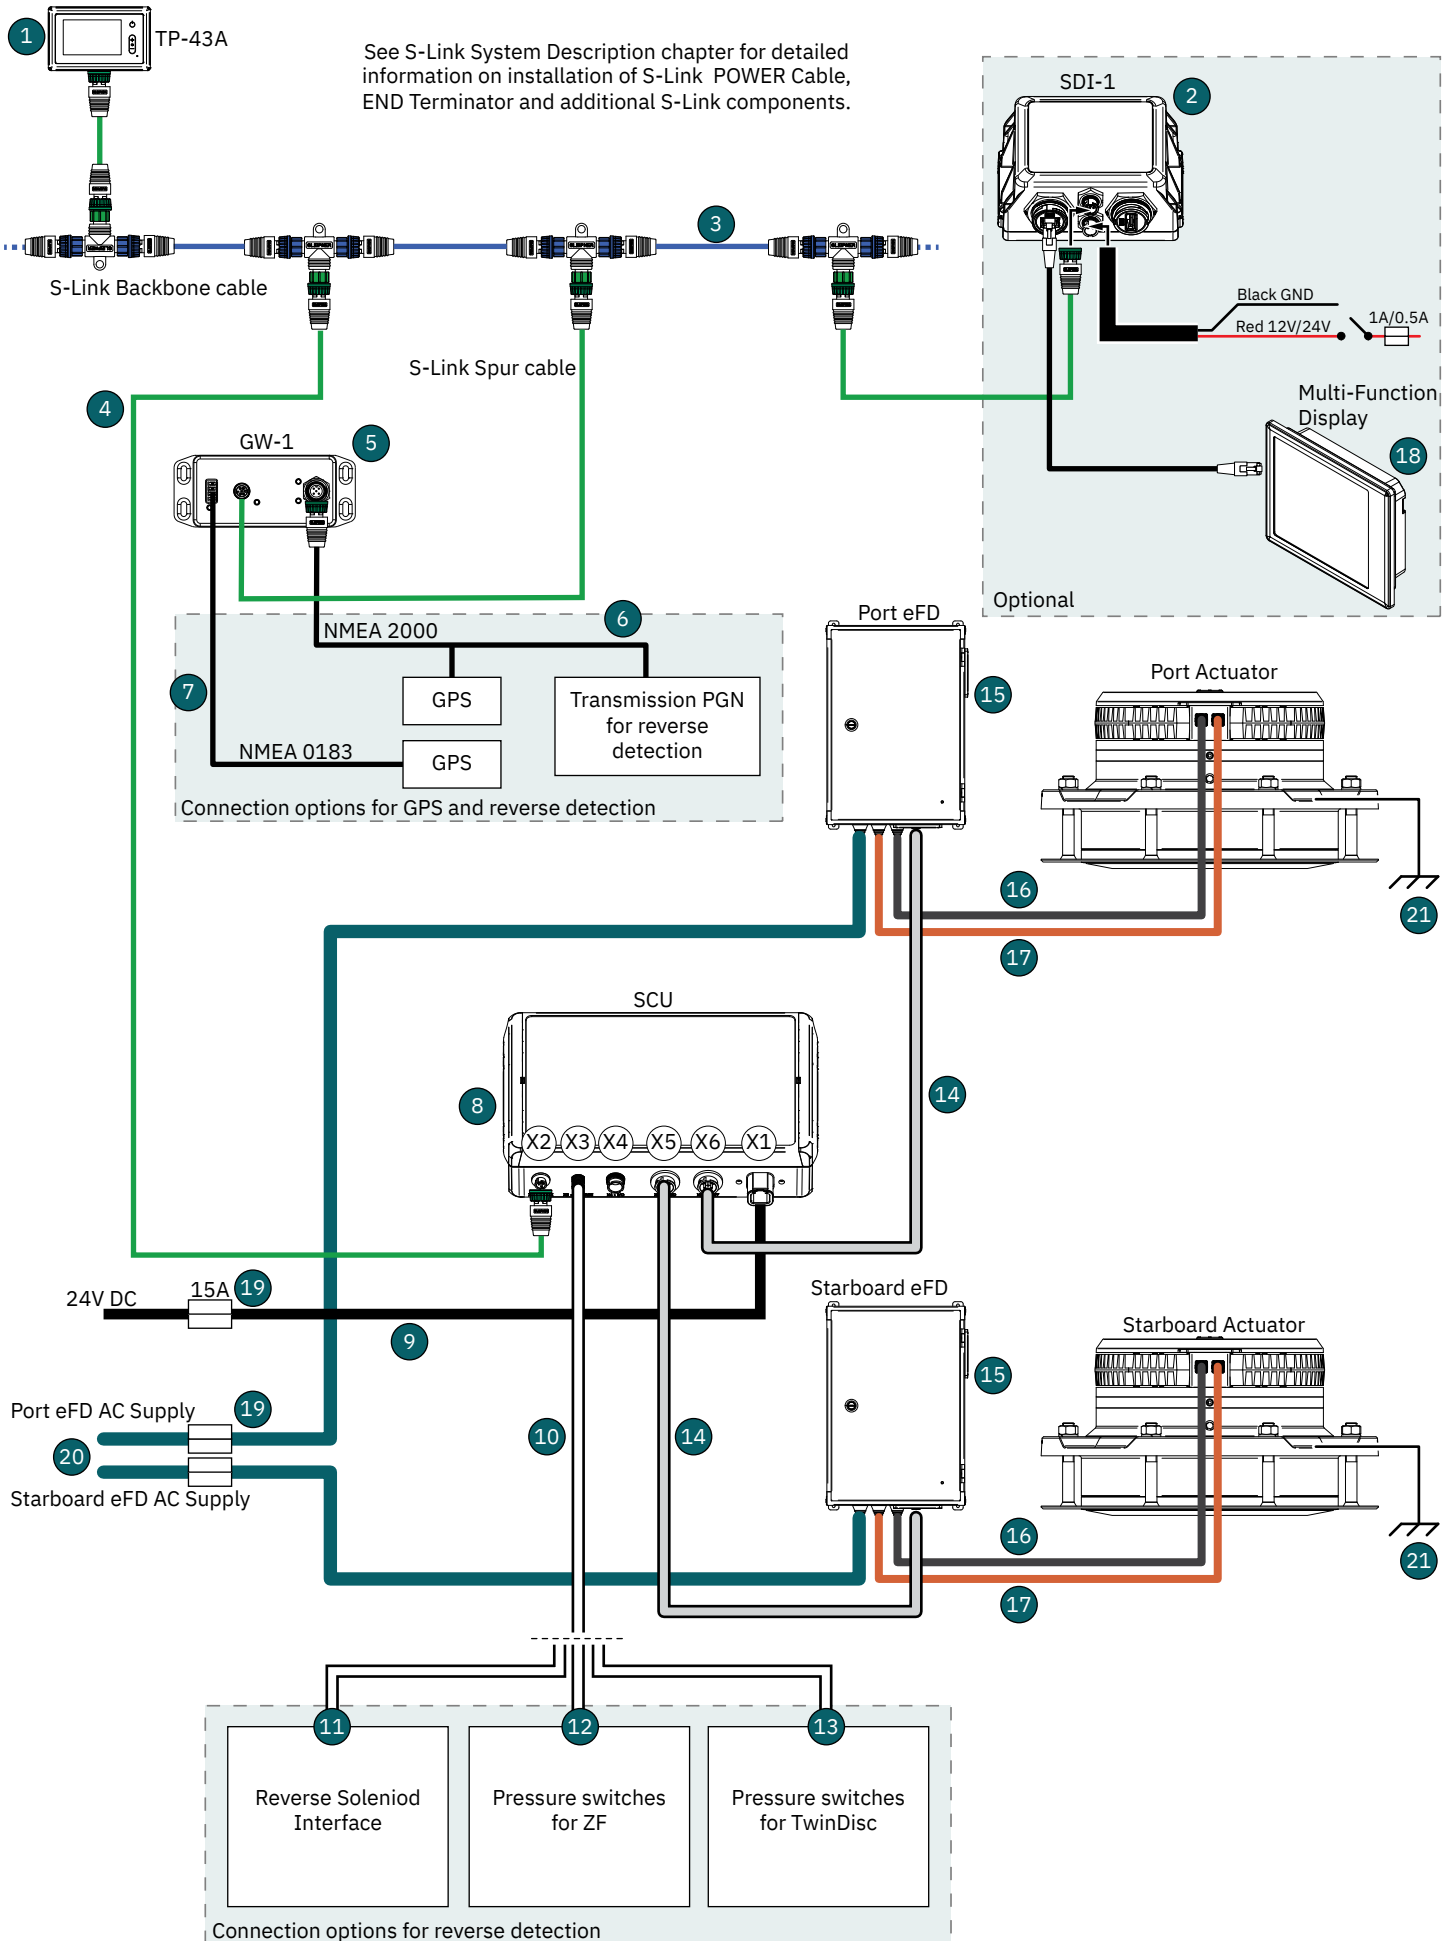 1
TP-43A
See S-Link System Description chapter for detailed
information on installation of S-Link POWER Cable,
END Terminator and additional S-Link components.
SDI-1
2
3
S-Link Backbone cable
Black GND
Red 12V/24V
1A/0.5A
S-Link Spur cable
4
Multi-Function
Display
18
GW-1
5
Optional
NMEA 2000
6
7
GPS
Transmission PGN
for reverse
detection
NMEA 0183
GPS
Connection options for GPS and reverse detection
Port eFD
15
Port Actuator
16
17
21
SCU
8
X2
X3
X4
X5
X6
X1
14
24V DC
15A
19
9
Starboard eFD
15
Starboard Actuator
Port eFD AC Supply
19
20
Starboard eFD AC Supply
10
14
16
17
21
11
12
13
Reverse Soleniod
Interface
Pressure switches
for ZF
Pressure switches
for TwinDisc
Connection options for reverse detection